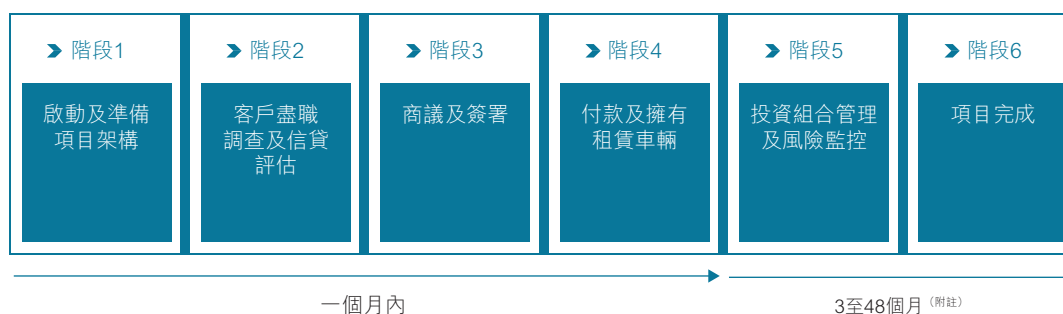 階段1
啟動及準備
項目架構
階段2
客戶盡職
調查及信貸
評估
階段3
商議及簽署
階段4
付款及擁有
租賃車輛
階段5
投資組合管理
及風險監控
階段6
項目完成
一個月內
3至48個月（附註）